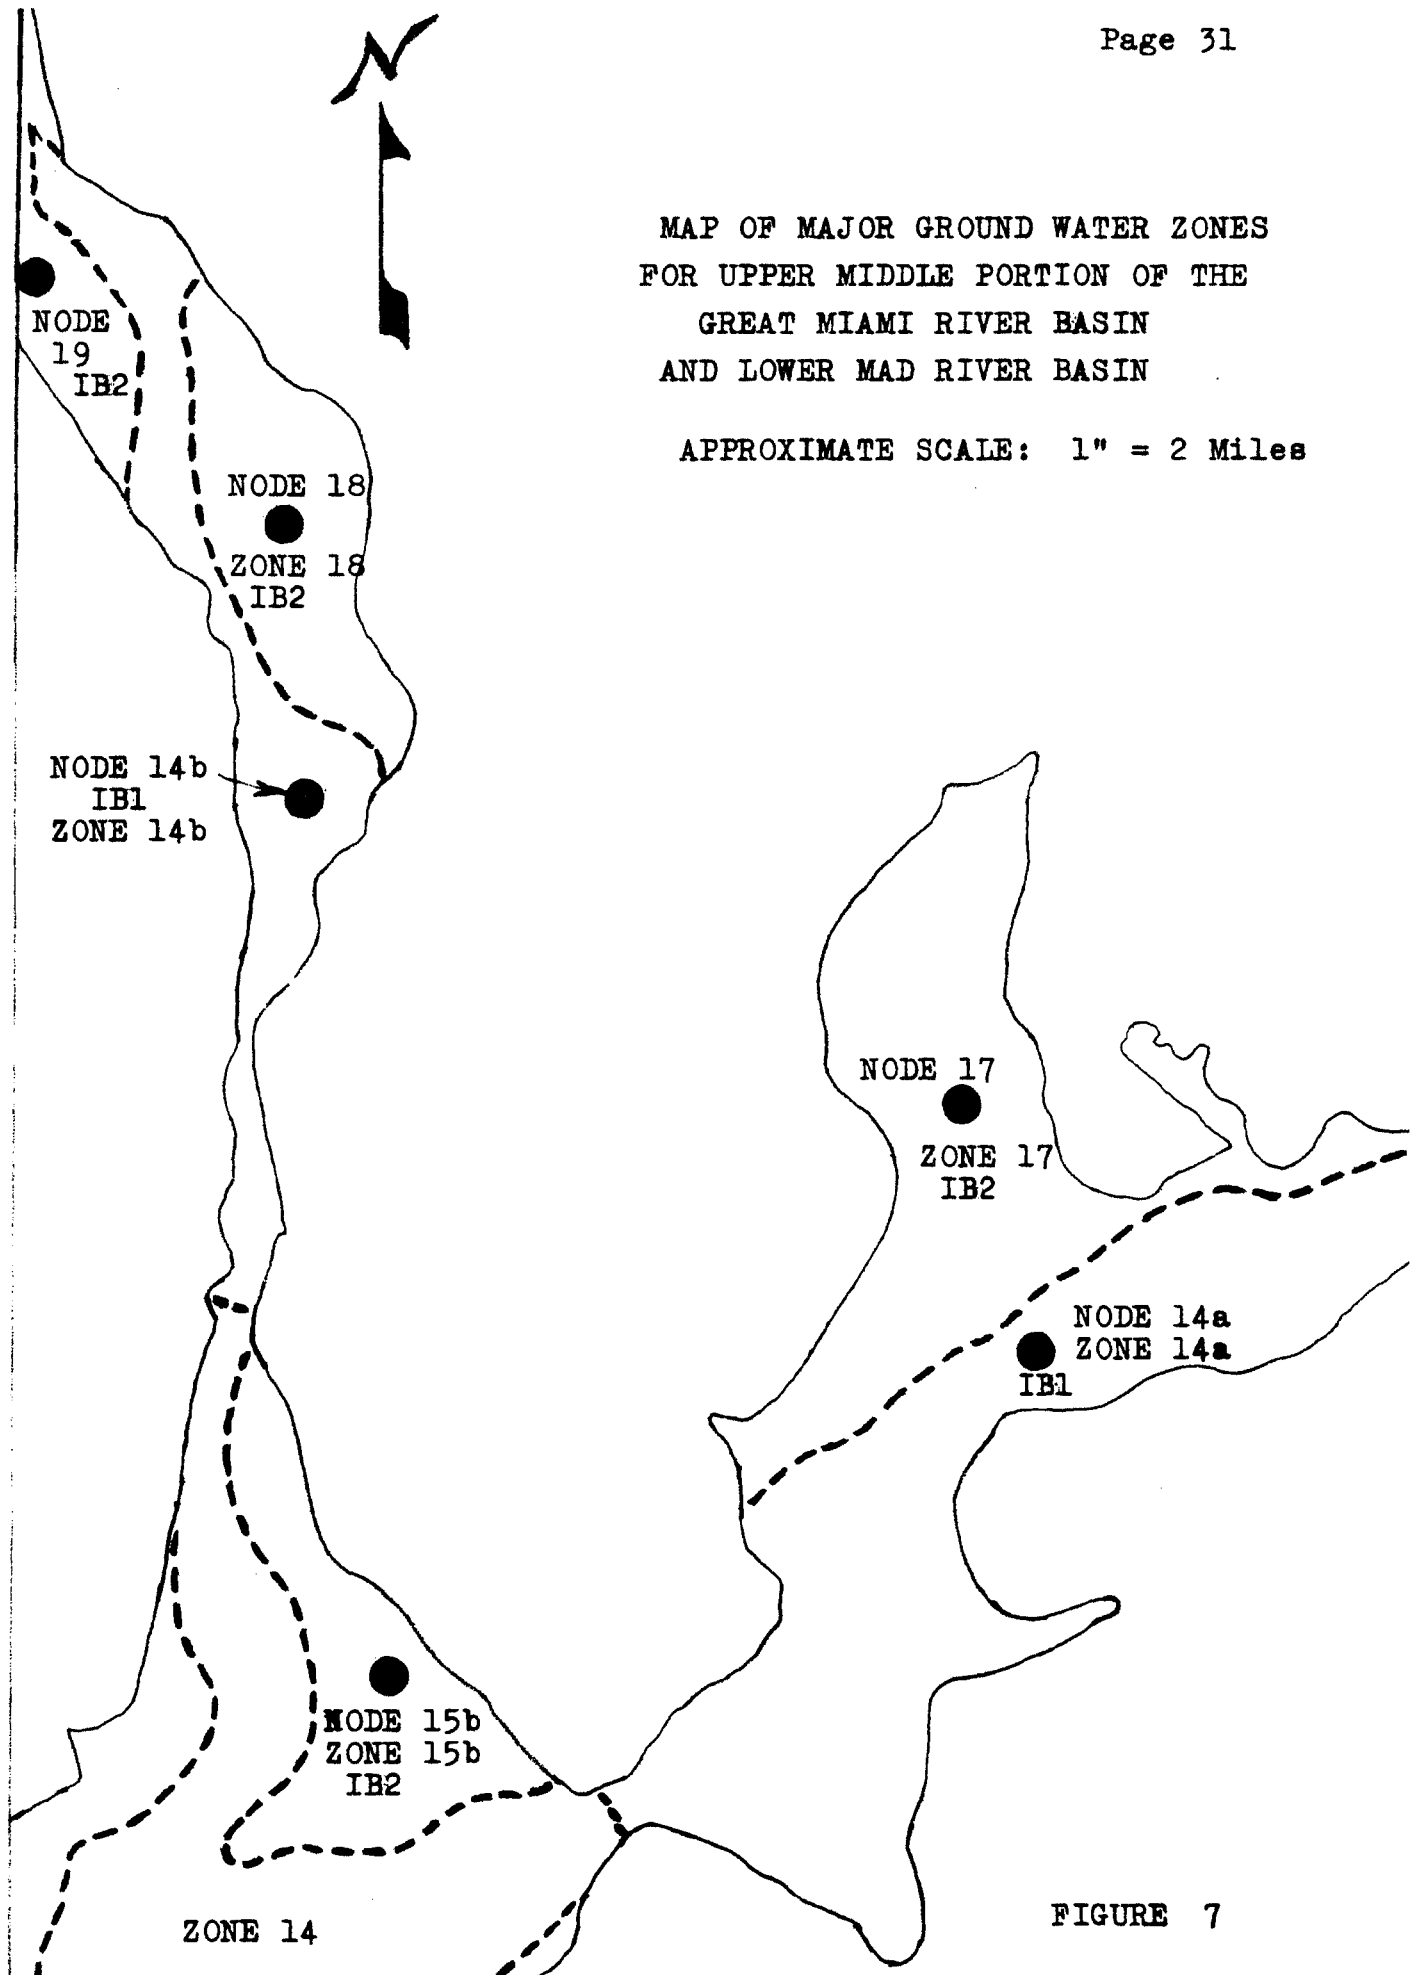 Page 31
N
MAP OF MAJOR GROUND WATER ZONES
FOR UPPER MIDDLE PORTION OF THE
GREAT MIAMI RIVER BASIN
AND LOWER MAD RIVER BASIN
APPROXIMATE SCALE: 1" = 2 Miles
NODE
19
IB2
NODE 18
ZONE 18
IB2
NODE 14b
IB1
ZONE 14b
NODE 17
ZONE 17
IB2
NODE 14a
ZONE 14a
IB1
NODE 15b
ZONE 15b
IB2
ZONE 14
FIGURE 7